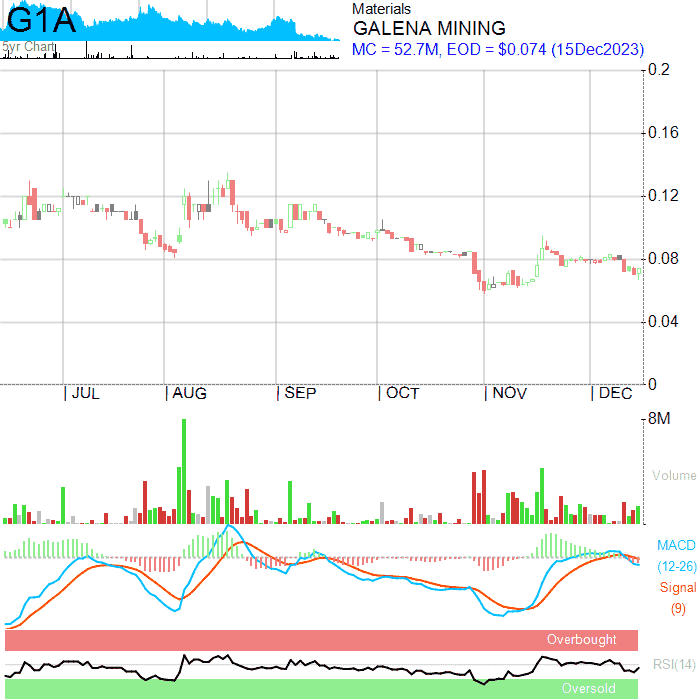 G1A
5yr Chart
Materials
GALENA MINING
MC = 52.7M, EOD = $0.074 (15Dec2023)
0.2
0.16
0.12
0.08
0.04
0
JUL AUG SEP OCT NOV DEC
8M
Volume
MACD
(12-26)
Signal
(9)
Overbought
RSI(14)
Oversold